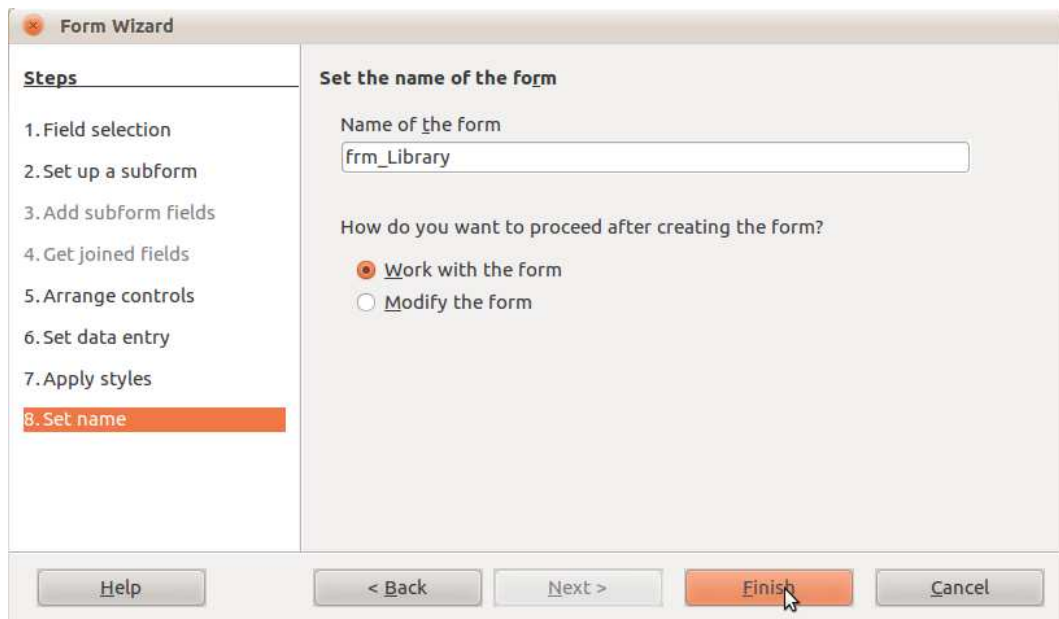 Form Wizard
Steps
1. Field selection
2. Set up a subform
3. Add subform fields
4. Get joined fields
5. Arrange controls
6. Set data entry
7. Apply styles
8. Set name
Set the name of the form
Name of the form
frm_Library
How do you want to proceed after creating the form?
Work with the form
Modify the form
Help
< Back
Next >
Finish
Cancel